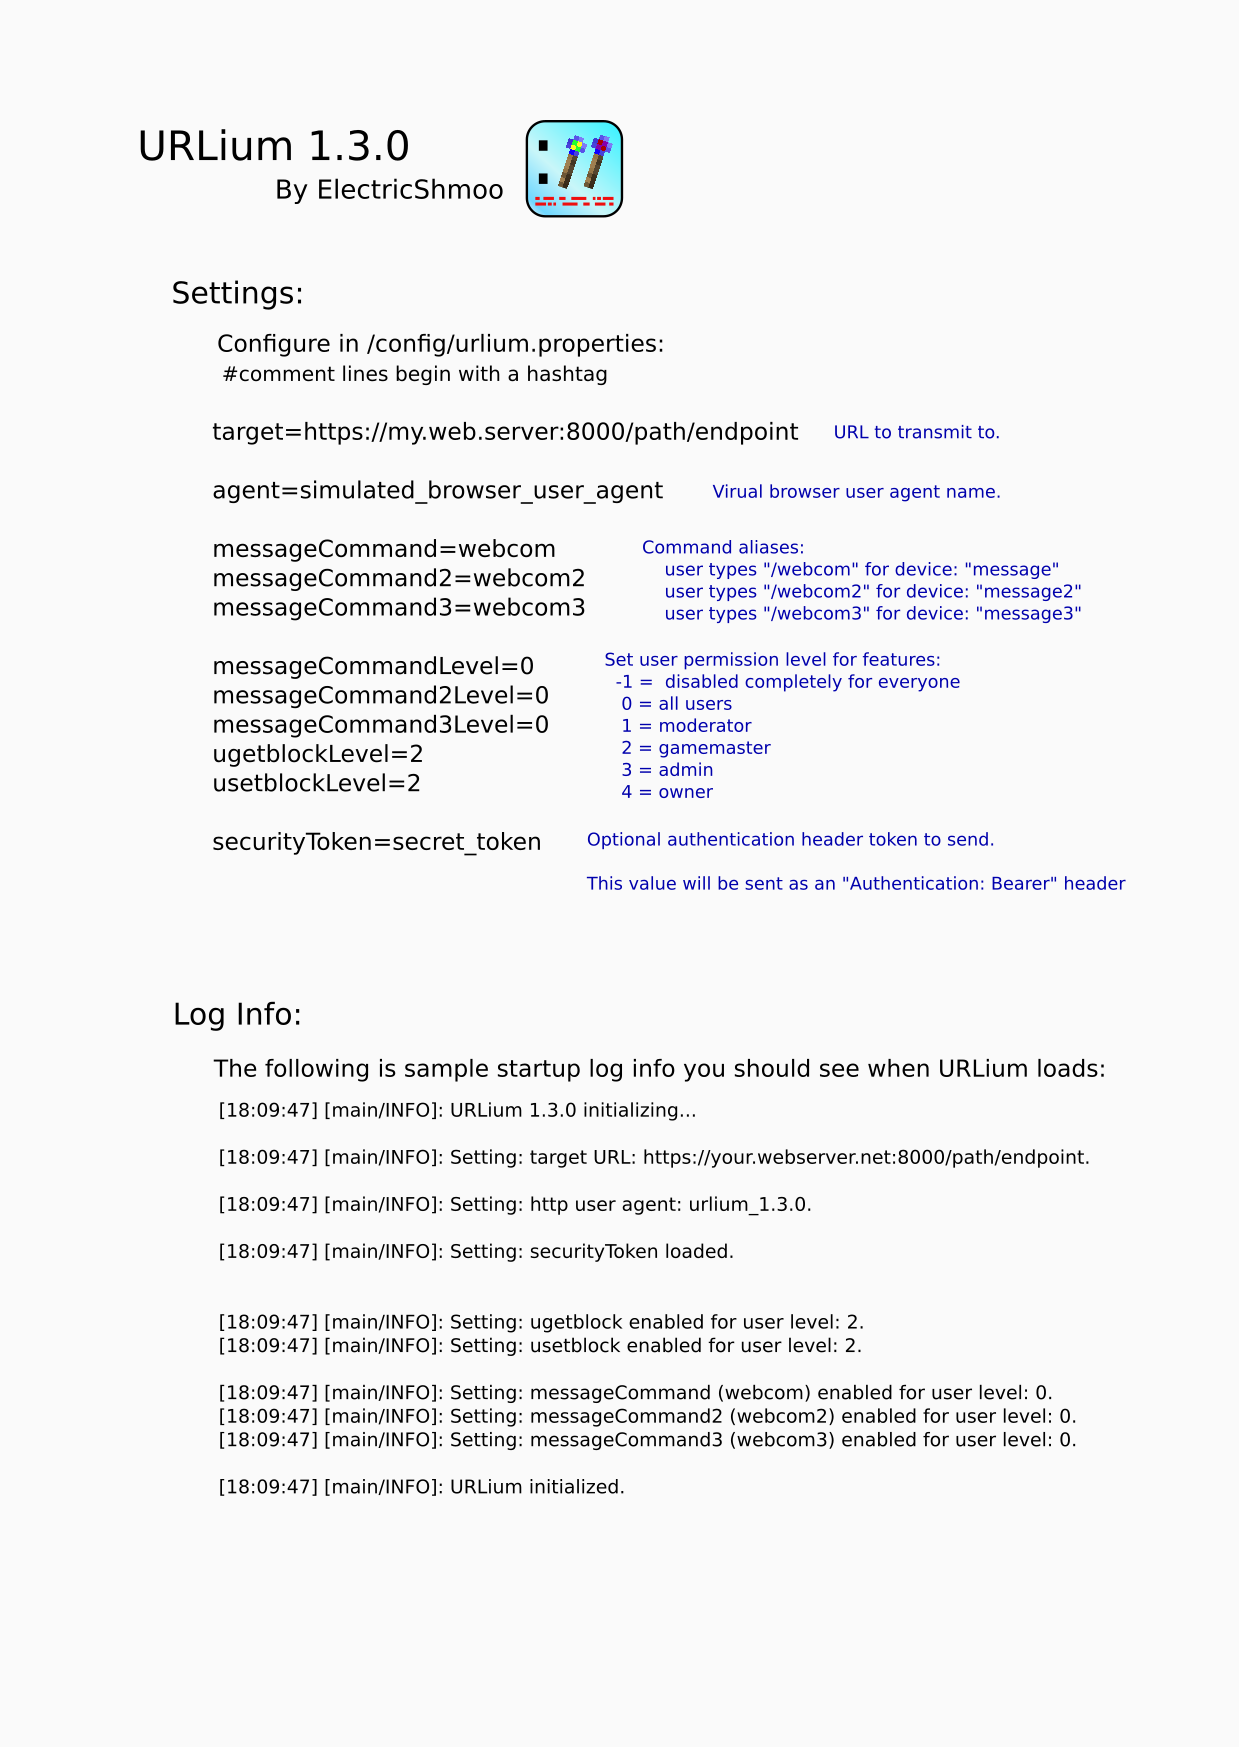 URLium 1.3.0
By ElectricShmoo
Settings:
Configure in /config/urlium.properties:
#comment lines begin with a hashtag
target=https://my.web.server:8000/path/endpoint URL to transmit to.
agent=simulated_browser_user_agent Virual browser user agent name.
messageCommand=webcom Command aliases:
user types "/webcom" for device: "message"
messageCommand2=webcom2 user types "/webcom2" for device: "message2"
messageCommand3=webcom3 user types "/webcom3" for device: "message3"
messageCommandLevel=0 Set user permission level for features:
-1 = disabled completely for everyone
messageCommand2Level=0 0 = all users
messageCommand3Level=0 1 = moderator
ugetblockLevel=2 2 = gamemaster
usetblockLevel=2 3 = admin
4 = owner
securityToken=secret_token Optional authentication header token to send.
This value will be sent as an "Authentication: Bearer" header
Log Info:
The following is sample startup log info you should see when URLium loads:
[18:09:47] [main/INFO]: URLium 1.3.0 initializing...
[18:09:47] [main/INFO]: Setting: target URL: https://your.webserver.net:8000/path/endpoint.
[18:09:47] [main/INFO]: Setting: http user agent: urlium_1.3.0.
[18:09:47] [main/INFO]: Setting: securityToken loaded.
[18:09:47] [main/INFO]: Setting: ugetblock enabled for user level: 2.
[18:09:47] [main/INFO]: Setting: usetblock enabled for user level: 2.
[18:09:47] [main/INFO]: Setting: messageCommand (webcom) enabled for user level: 0.
[18:09:47] [main/INFO]: Setting: messageCommand2 (webcom2) enabled for user level: 0.
[18:09:47] [main/INFO]: Setting: messageCommand3 (webcom3) enabled for user level: 0.
[18:09:47] [main/INFO]: URLium initialized.